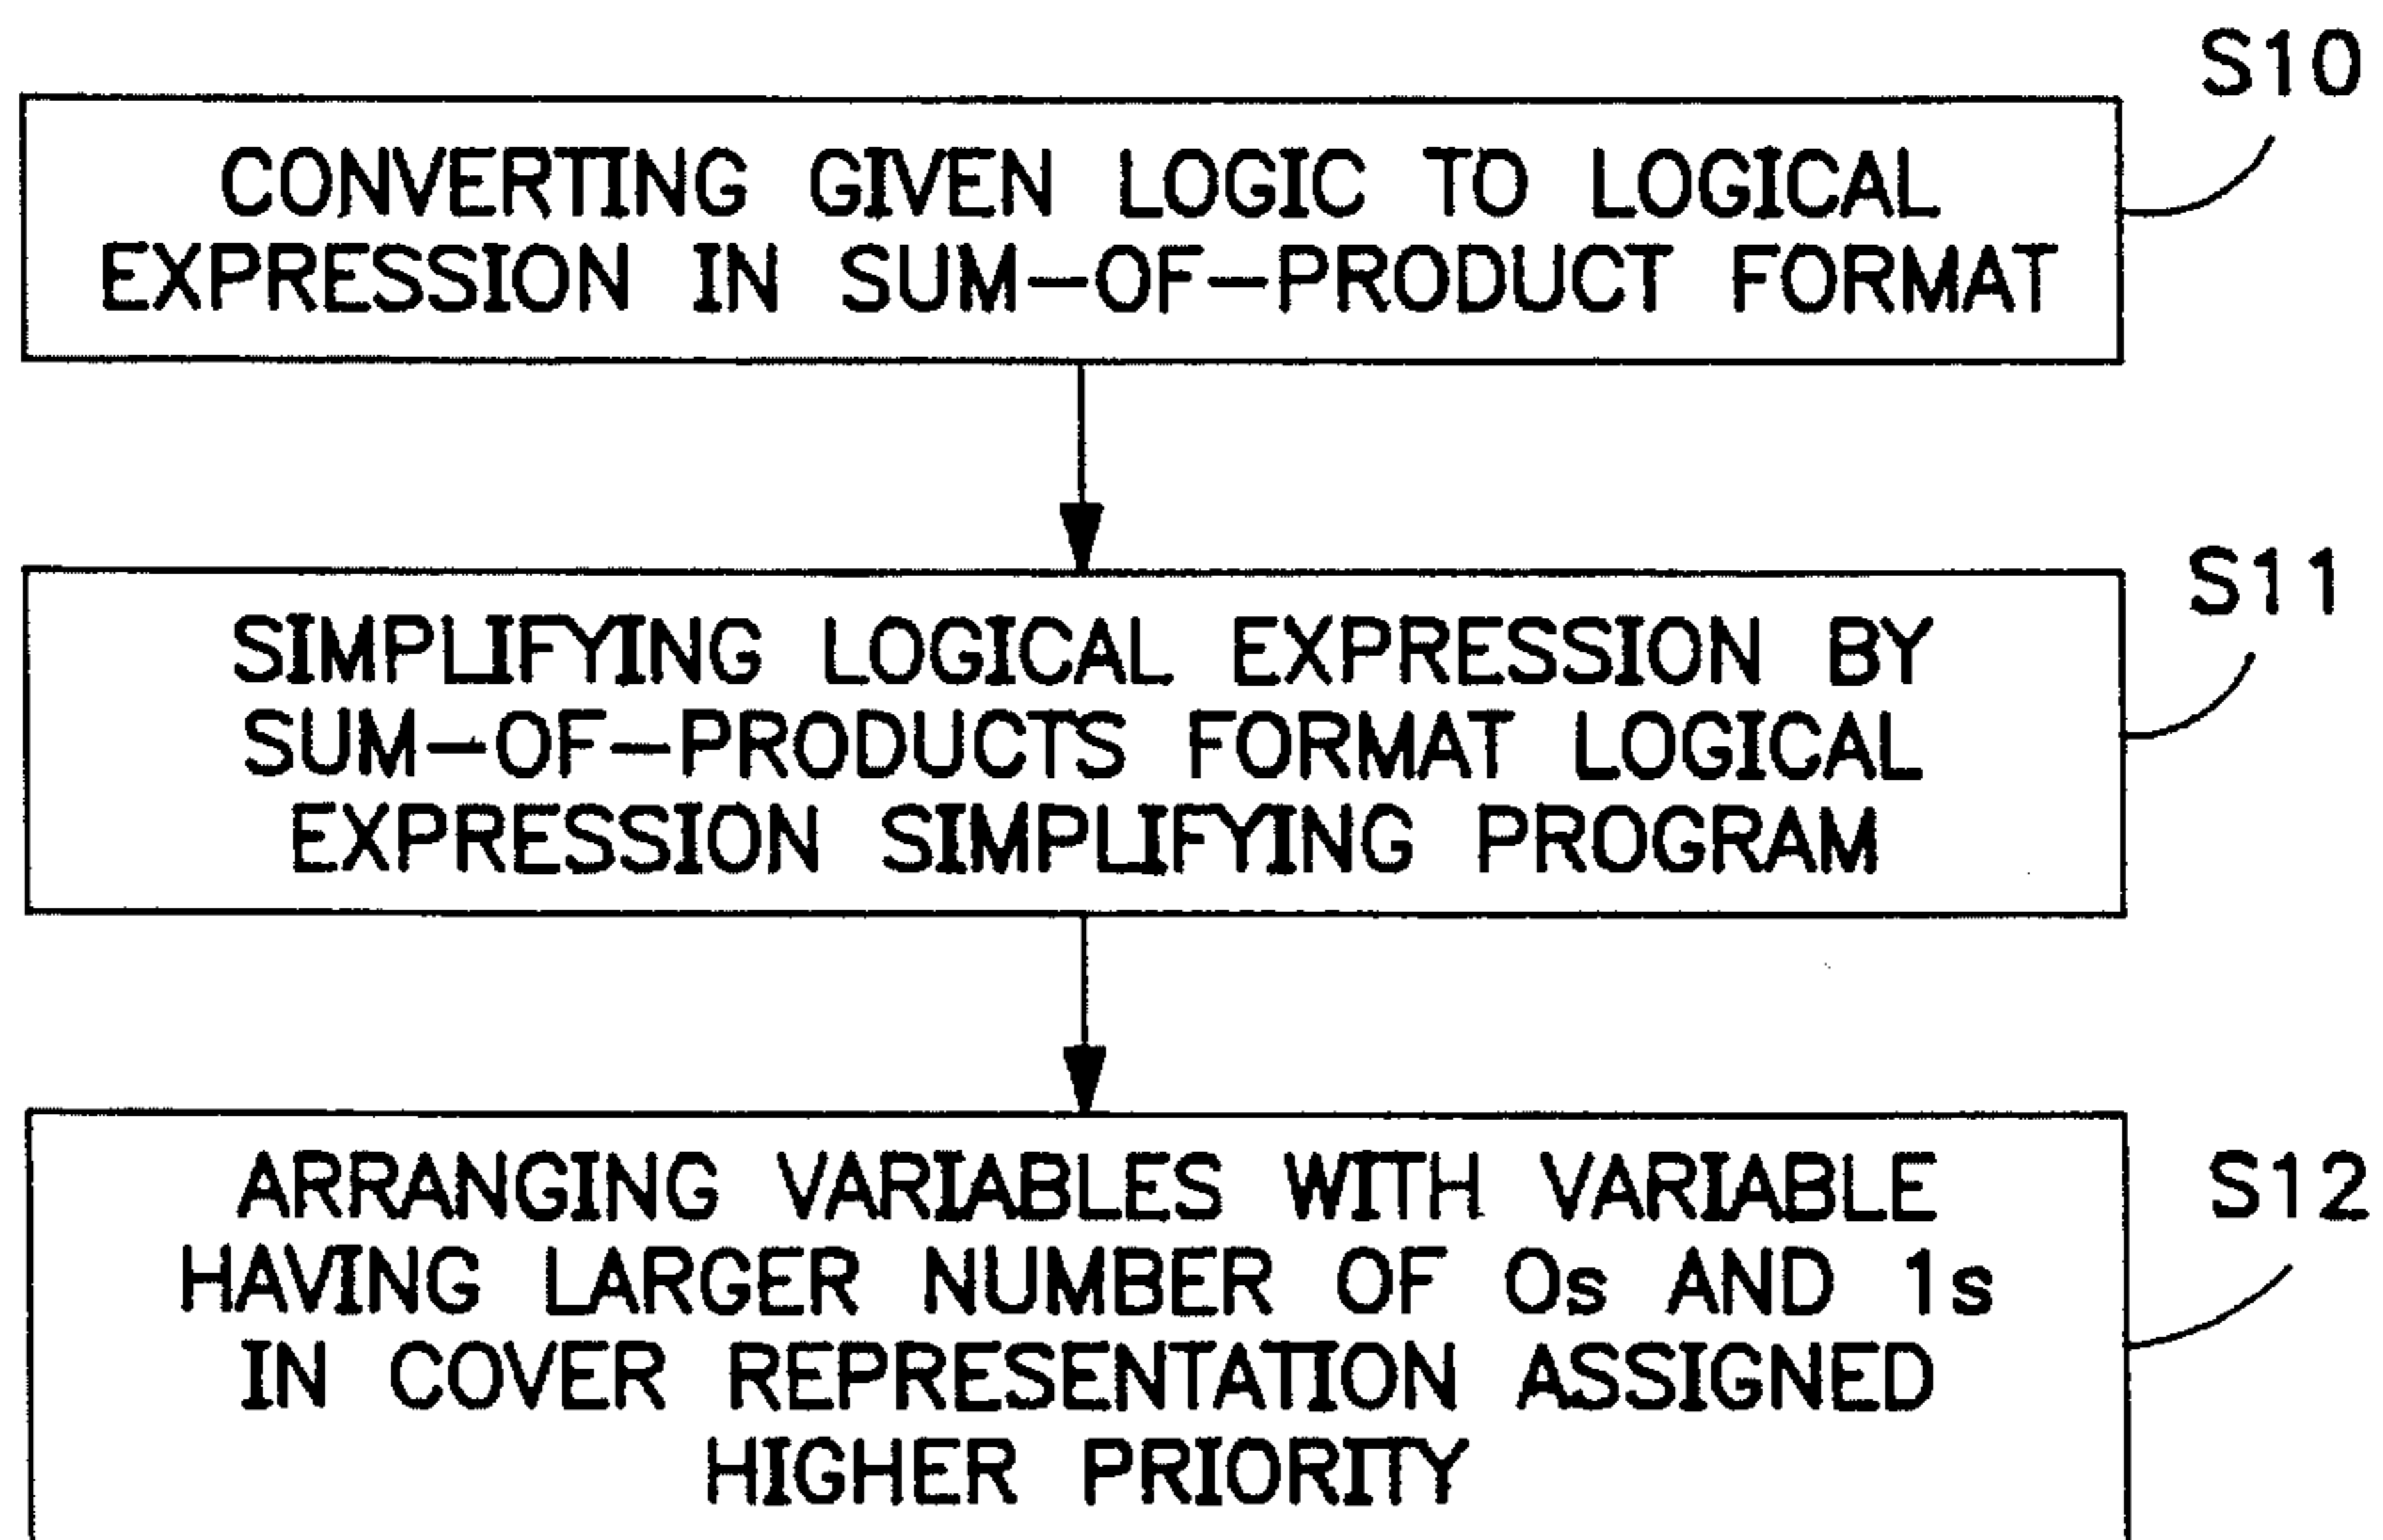 S10
CONVERTING GIVEN LOGIC TO LOGICAL
EXPRESSION IN SUM-OF-PRODUCT FORMAT
S11
SIMPLIFYING LOGICAL EXPRESSION BY
SUM-OF-PRODUCTS FORMAT LOGICAL
EXPRESSION SIMPLIFYING PROGRAM
S12
ARRANGING VARIABLES WITH VARIABLE
HAVING LARGER NUMBER OF 0s AND 1s
IN COVER REPRESENTATION ASSIGNED
HIGHER PRIORITY